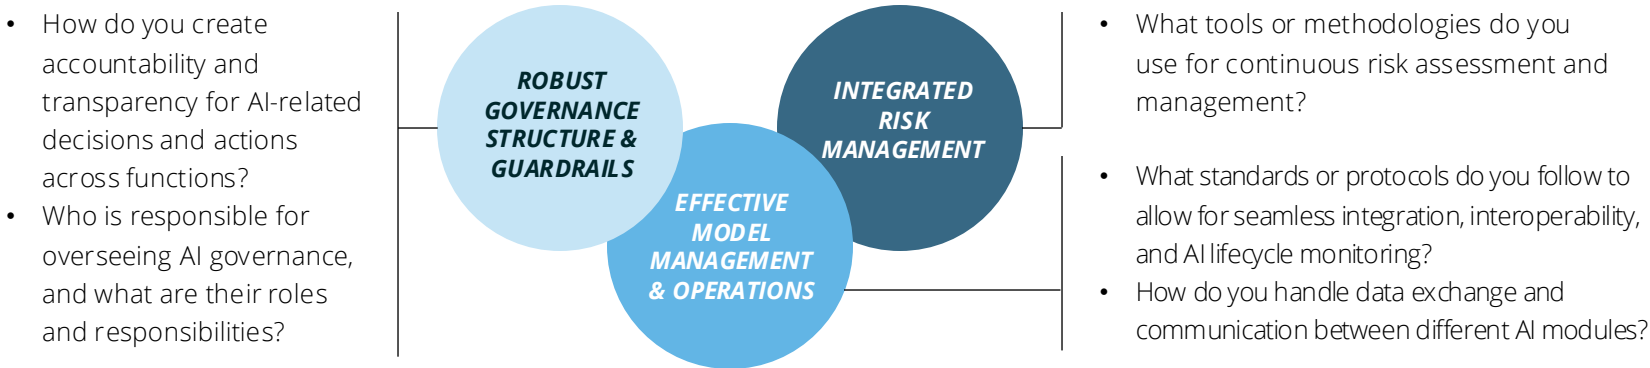 • How do you create
accountability and
transparency for AI-related
decisions and actions
across functions?
• Who is responsible for
overseeing AI governance,
and what are their roles
and responsibilities?
ROBUST
GOVERNANCE
STRUCTURE &
GUARDRAILS
EFFECTIVE
MODEL
MANAGEMENT
& OPERATIONS
INTEGRATED
RISK
MANAGEMENT
• What tools or methodologies do you
use for continuous risk assessment and
management?
• What standards or protocols do you follow to
allow for seamless integration, interoperability,
and AI lifecycle monitoring?
• How do you handle data exchange and
communication between different AI modules?